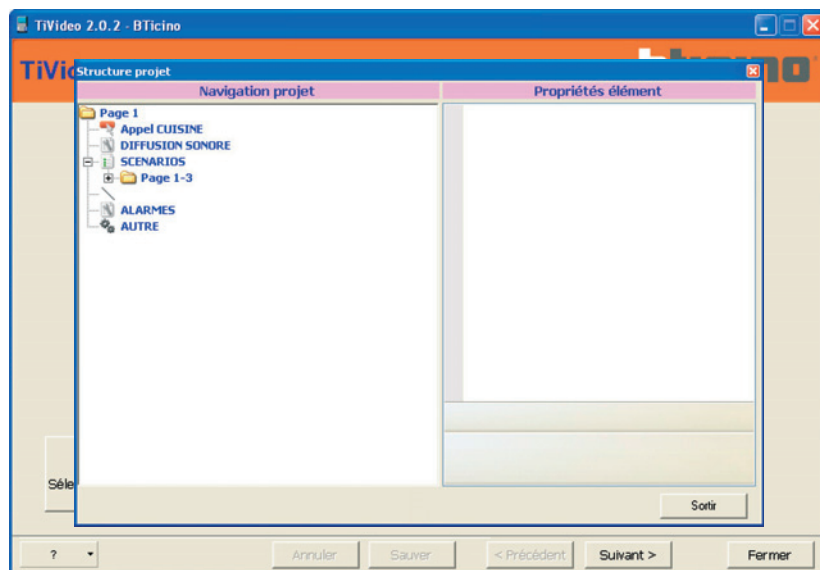 TiVideo 2.0.2 - BTicino
TiVid
Structure projet
Navigation projet
Propriétés élément
Page 1
Appel CUISINE
DIFFUSION SONORE
SCENARIOS
Page 1-3
ALARMES
AUTRE
Séle
Sortir
?
Annuler
Sauver
< Précédent
Suivant >
Fermer